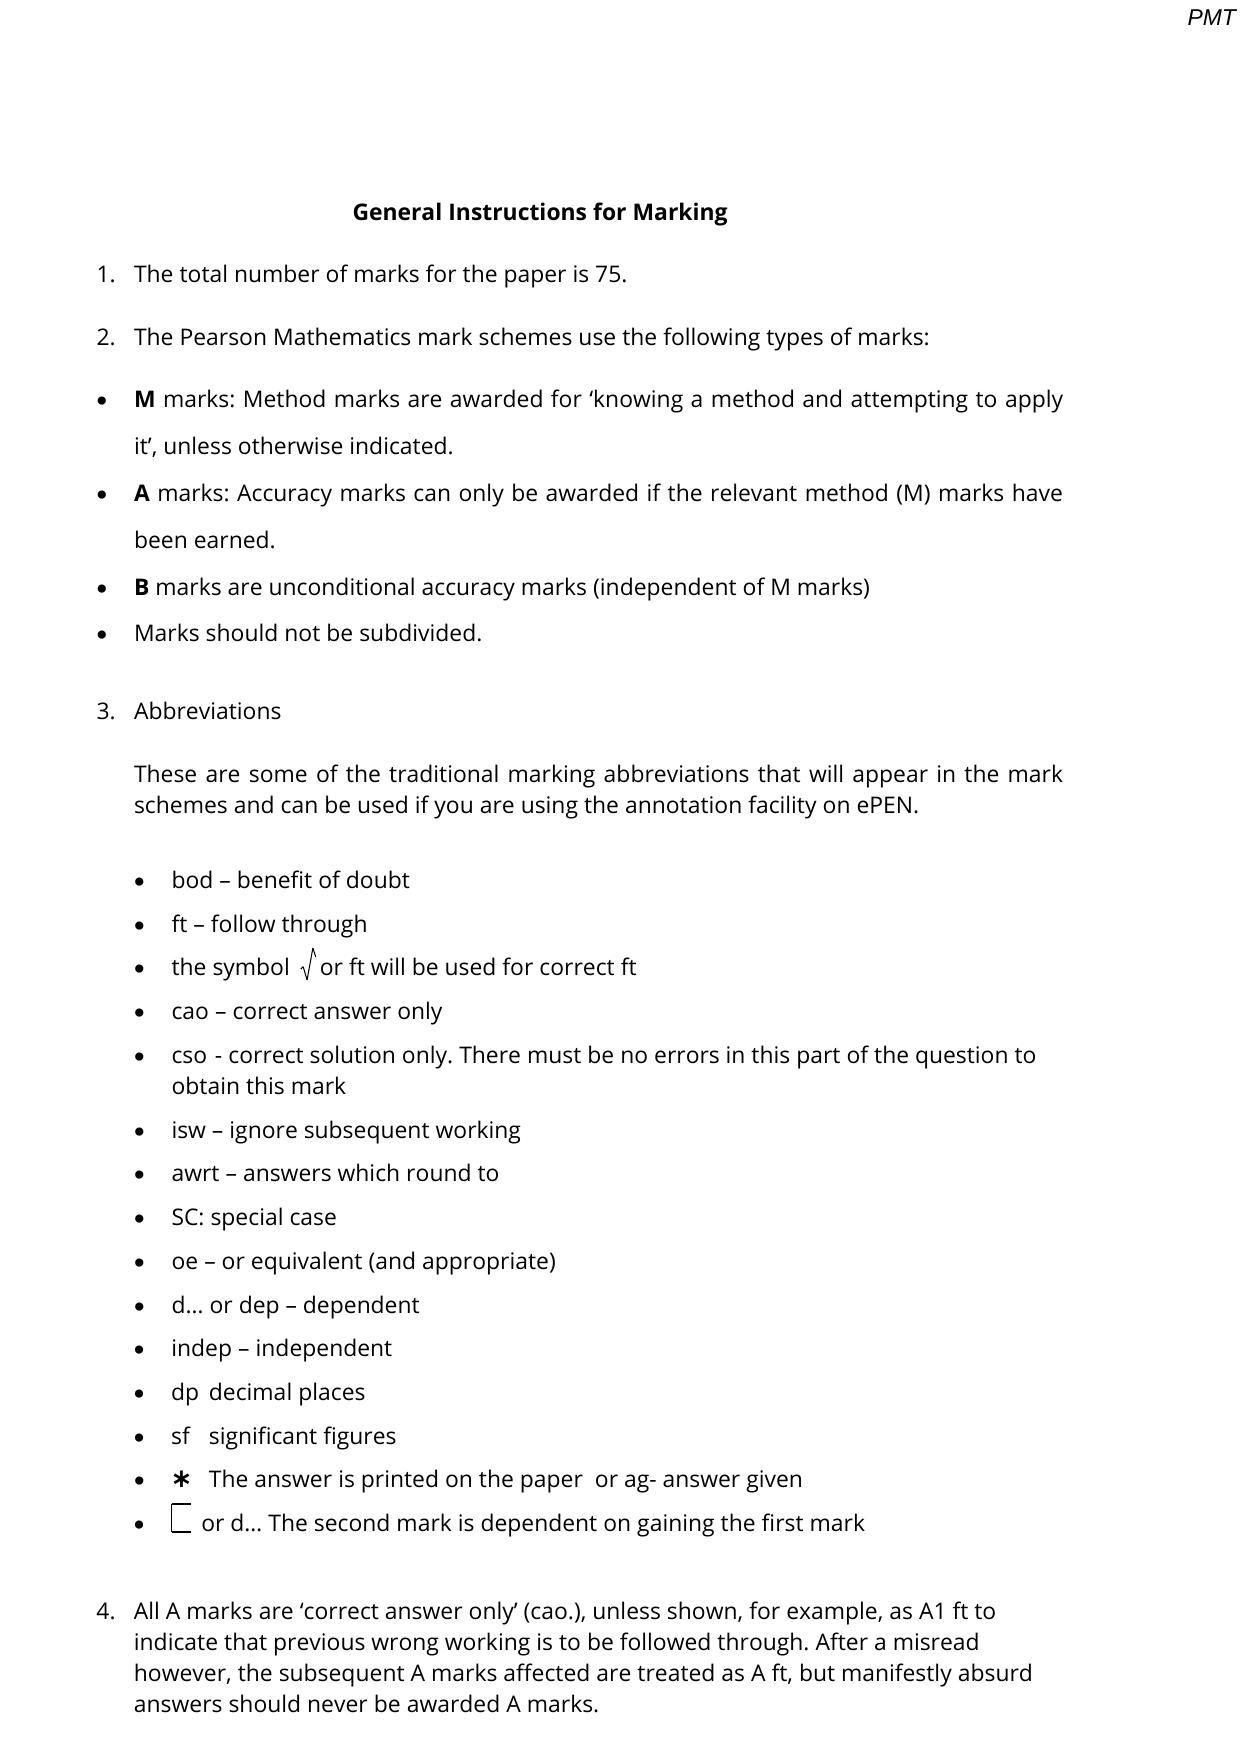 PMT
General Instructions for Marking
1. The total number of marks for the paper is 75.
2. The Pearson Mathematics mark schemes use the following types of marks:
• M marks: Method marks are awarded for ‘knowing a method and attempting to apply
it’, unless otherwise indicated.
• A marks: Accuracy marks can only be awarded if the relevant method (M) marks have
been earned.
• B marks are unconditional accuracy marks (independent of M marks)
• Marks should not be subdivided.
3. Abbreviations
These are some of the traditional marking abbreviations that will appear in the mark
schemes and can be used if you are using the annotation facility on ePEN.
• bod – benefit of doubt
• ft – follow through
• the symbol √ or ft will be used for correct ft
• cao – correct answer only
• cso - correct solution only. There must be no errors in this part of the question to
obtain this mark
• isw – ignore subsequent working
• awrt – answers which round to
• SC: special case
• oe – or equivalent (and appropriate)
• d... or dep – dependent
• indep – independent
• dp decimal places
• sf significant figures
• * The answer is printed on the paper or ag- answer given
• or d... The second mark is dependent on gaining the first mark
4. All A marks are ‘correct answer only’ (cao.), unless shown, for example, as A1 ft to
indicate that previous wrong working is to be followed through. After a misread
however, the subsequent A marks affected are treated as A ft, but manifestly absurd
answers should never be awarded A marks.